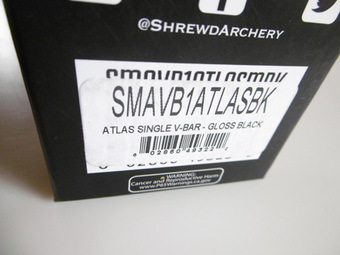 @SHREWDARCHERY
SMAVB1ATLASBK
ATLAS SINGLE V-BAR - GLOSS BLACK
WARNING:
Cancer and Reproductive Harm
www.P65Warnings.ca.gov